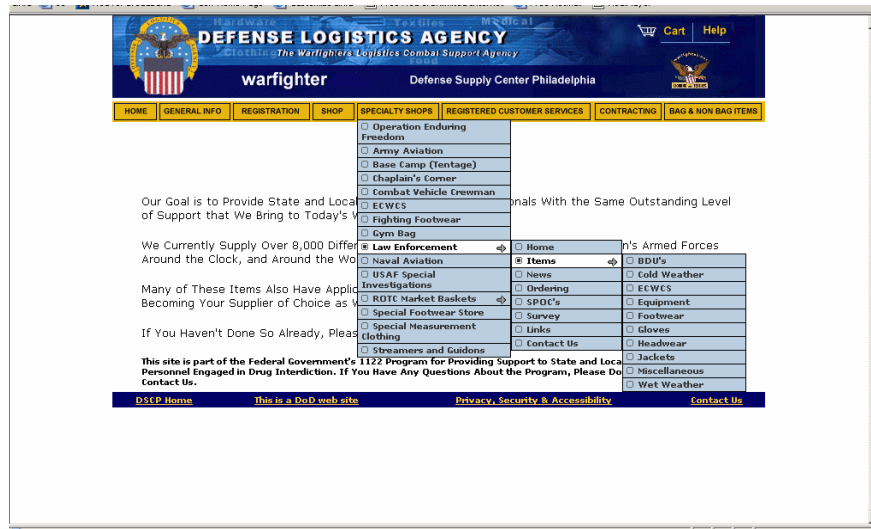 Hardware Textiles Medical
DEFENSE LOGISTICS AGENCY
Clothing The Warfighters Logistics Combat Support Agency
Food
Cart Help
warfighter Defense Supply Center Philadelphia
HOME GENERAL INFO REGISTRATION SHOP SPECIALTY SHOPS REGISTERED CUSTOMER SERVICES CONTRACTING BAG & NON BAG ITEMS
Operation Enduring
Freedom
Army Aviation
Base Camp (Tentage)
Chaplain's Corner
Combat Vehicle Crewman
ECWCS
Fighting Footwear
Gym Bag
Law Enforcement
Naval Aviation
USAF Special
Investigations
ROTC Market Baskets
Special Footwear Store
Special Measurement
Clothing
Streamers and Guidons
Home
Items
News
Ordering
SPOC's
Survey
Links
Contact Us
BDU's
Cold Weather
ECWCS
Equipment
Footwear
Gloves
Headwear
Jackets
Miscellaneous
Wet Weather
Our Goal is to Provide State and Local onals With the Same Outstanding Level
of Support that We Bring to Today's
We Currently Supply Over 8,000 Differ n's Armed Forces
Around the Clock, and Around the Wo
Many of These Items Also Have Applic
Becoming Your Supplier of Choice as
If You Haven't Done So Already, Pleas
This site is part of the Federal Government's 1122 Program for Providing Support to State and Loca
Personnel Engaged in Drug Interdiction. If You Have Any Questions About the Program, Please Do
Contact Us.
DSCP Home This is a DoD web site Privacy, Security & Accessibility Contact Us